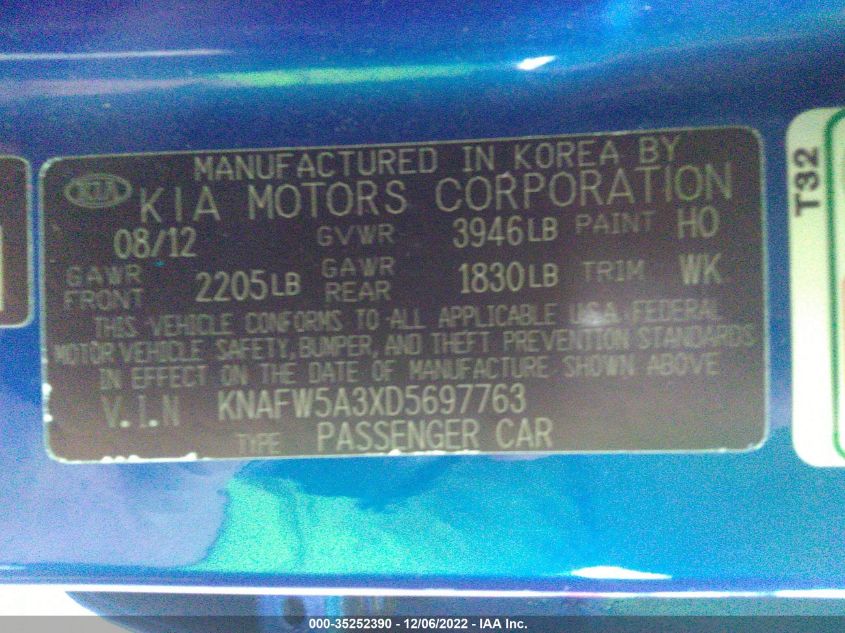 MANUFACTURED IN KOREA BY
KIA KIA MOTORS CORPORATION
08/12 GVWR 3946LB PAINT HO
GAWR FRONT 2205LB GAWR REAR 1830LB TRIM WK
THIS VEHICLE CONFORMS TO ALL APPLICABLE U.S.A FEDERAL
MOTOR VEHICLE SAFETY, BUMPER, AND THEFT PREVENTION STANDARDS
IN EFFECT ON THE DATE OF MANUFACTURE SHOWN ABOVE
V.I.N KNAFW5A3XD5697763
TYPE PASSENGER CAR
T32
000-35252390 - 12/06/2022 - IAA Inc.